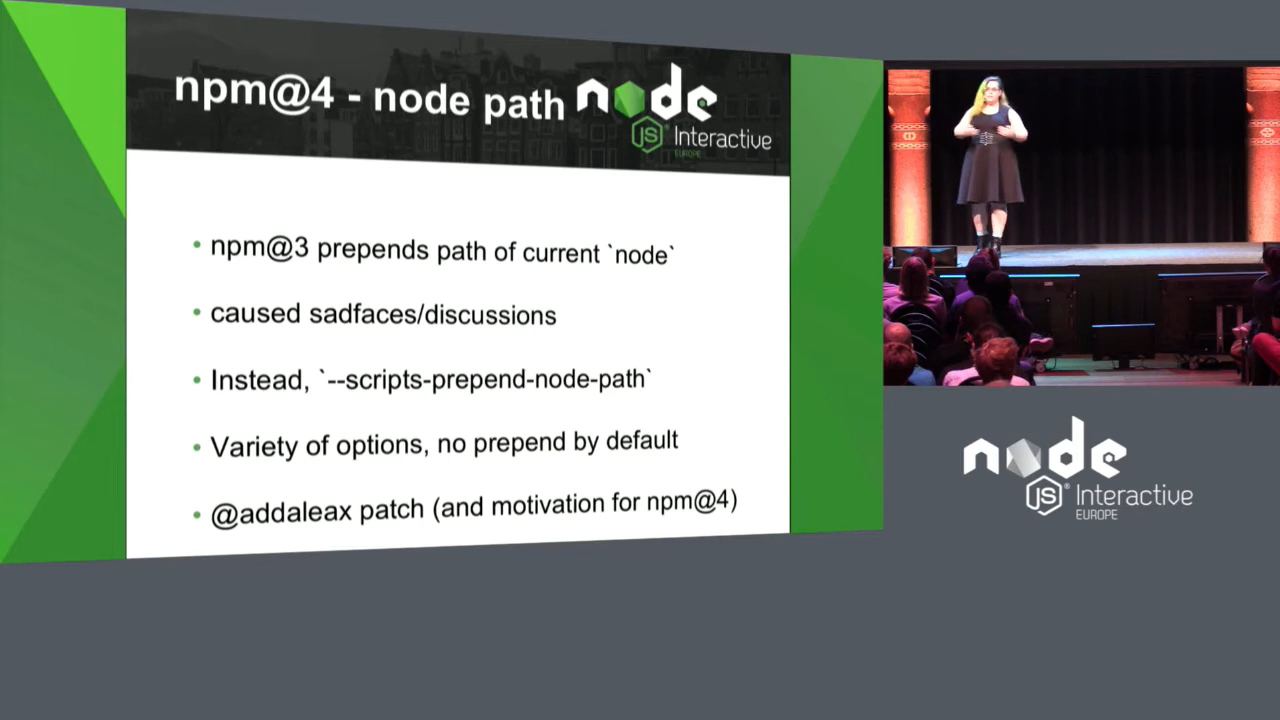 npm@4 - node path
node
JS Interactive
EUROPE
• npm@3 prepends path of current `node`
• caused sadfaces/discussions
• Instead, `--scripts-prepend-node-path`
• Variety of options, no prepend by default
• @addaleax patch (and motivation for npm@4)
node
JS® Interactive
EUROPE